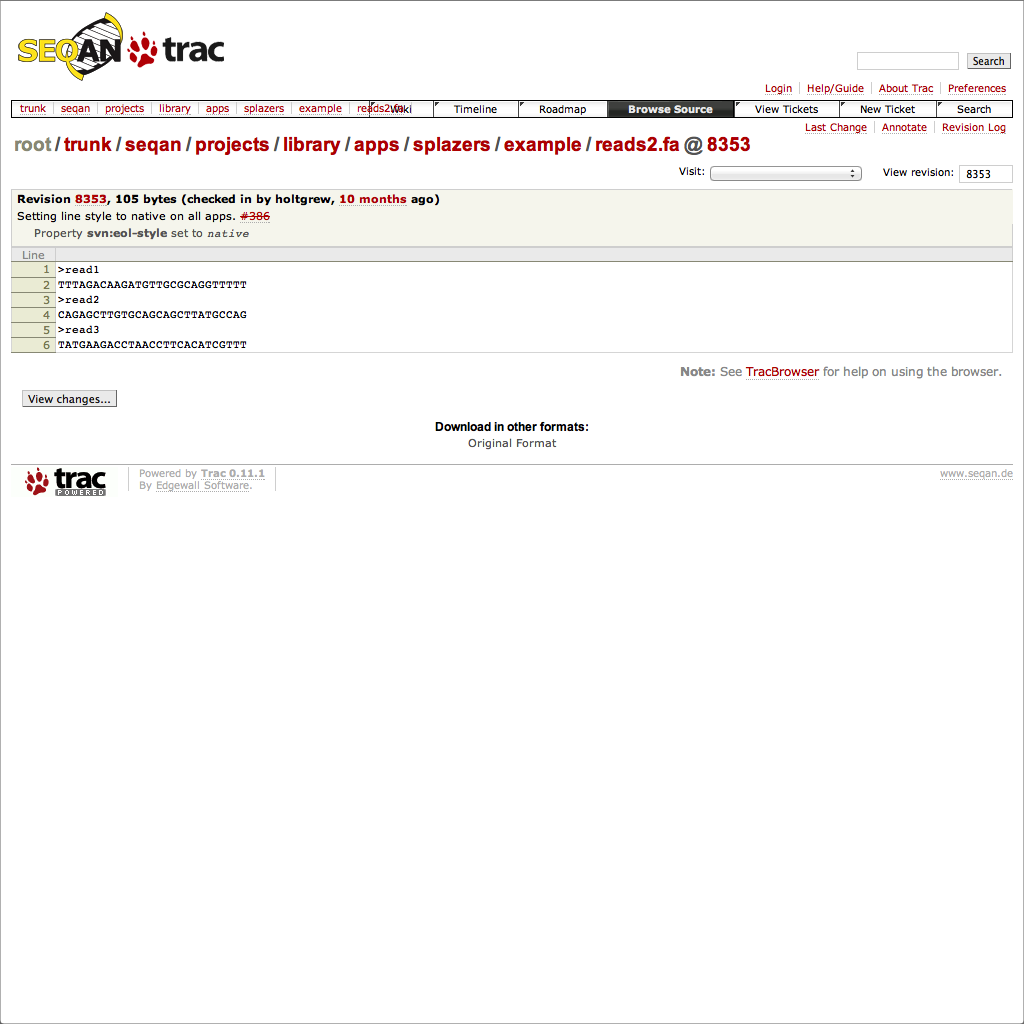 SEQAN trac
Search
Login Help/Guide About Trac Preferences
trunk seqan projects library apps splazers example reads2.fa Wiki Timeline Roadmap Browse Source View Tickets New Ticket Search
Last Change Annotate Revision Log
root/trunk/seqan/projects/library/apps/splazers/example/reads2.fa @ 8353
Visit: View revision: 8353
Revision 8353, 105 bytes (checked in by holtgrew, 10 months ago)
Setting line style to native on all apps. #386
Property svn:eol-style set to native
Line
1 >read1
2 TTTAGACAAGATGTTGCGCAGGTTTTT
3 >read2
4 CAGAGCTTGTGCAGCAGCTTATGCCAG
5 >read3
6 TATGAAGACCTAACCTTCACATCGTTT
Note: See TracBrowser for help on using the browser.
View changes...
Download in other formats:
Original Format
trac POWERED
Powered by Trac 0.11.1
By Edgewall Software.
www.seqan.de